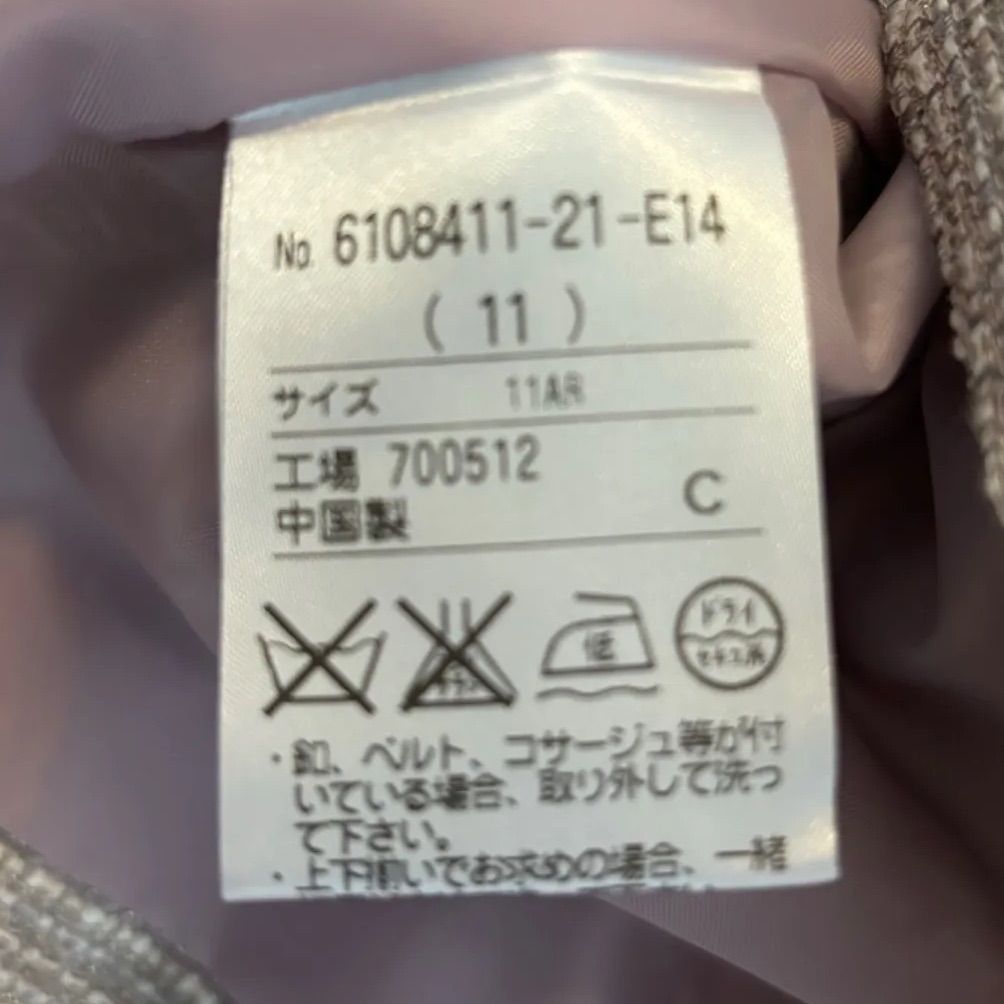 No. 6108411-21-E14
( 11 )
サイズ 11AR
工場 700512
中国製 C
低
ドライ
セキユ系
・釦、ベルト、コサージュ等が付
いている場合、取り外して洗っ
て下さい。
・上下揃いでお求めの場合、一緒